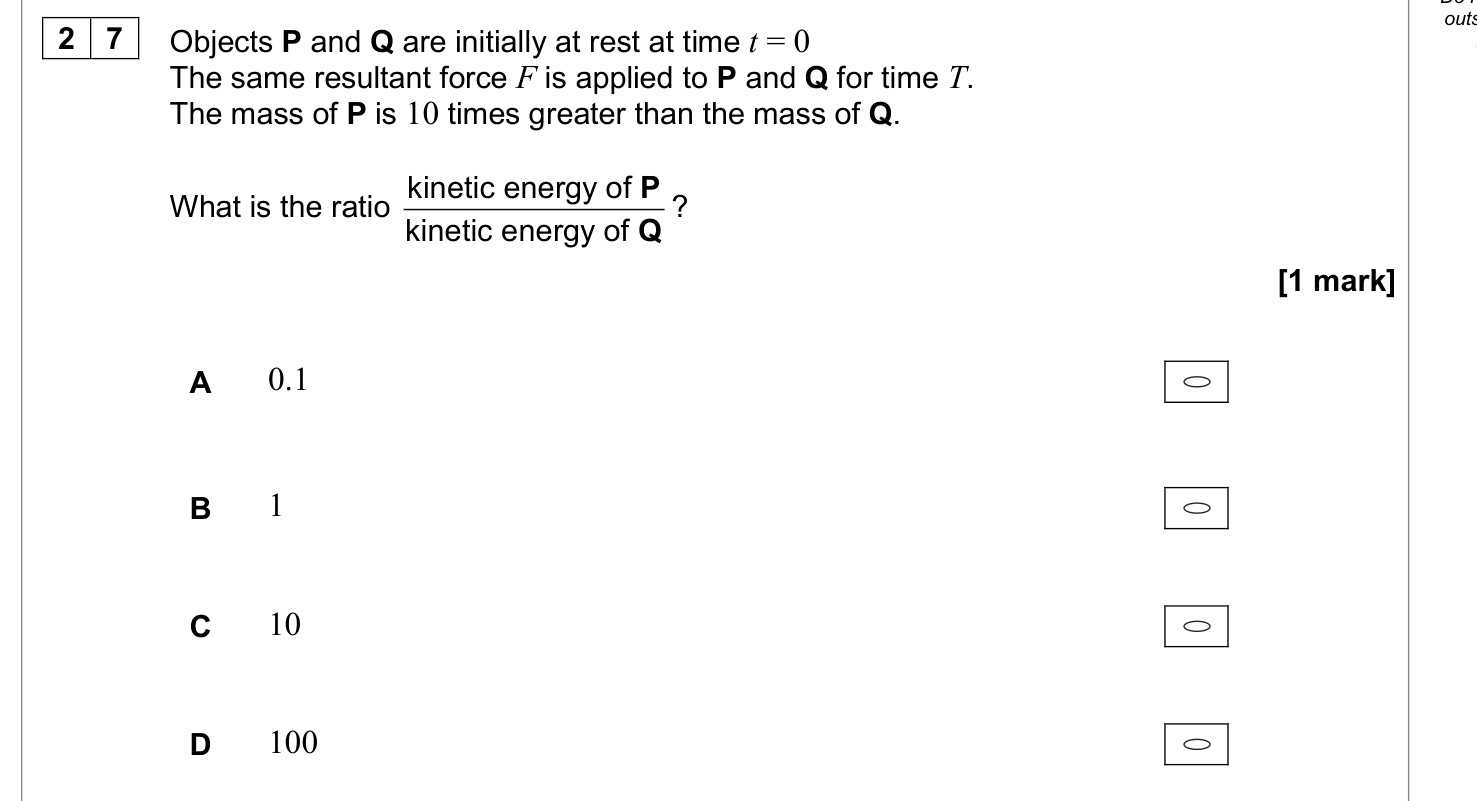 outs
2 7 Objects P and Q are initially at rest at time t = 0
The same resultant force F is applied to P and Q for time T.
The mass of P is 10 times greater than the mass of Q.
What is the ratio kinetic energy of P / kinetic energy of Q ?
[1 mark]
A 0.1
B 1
C 10
D 100